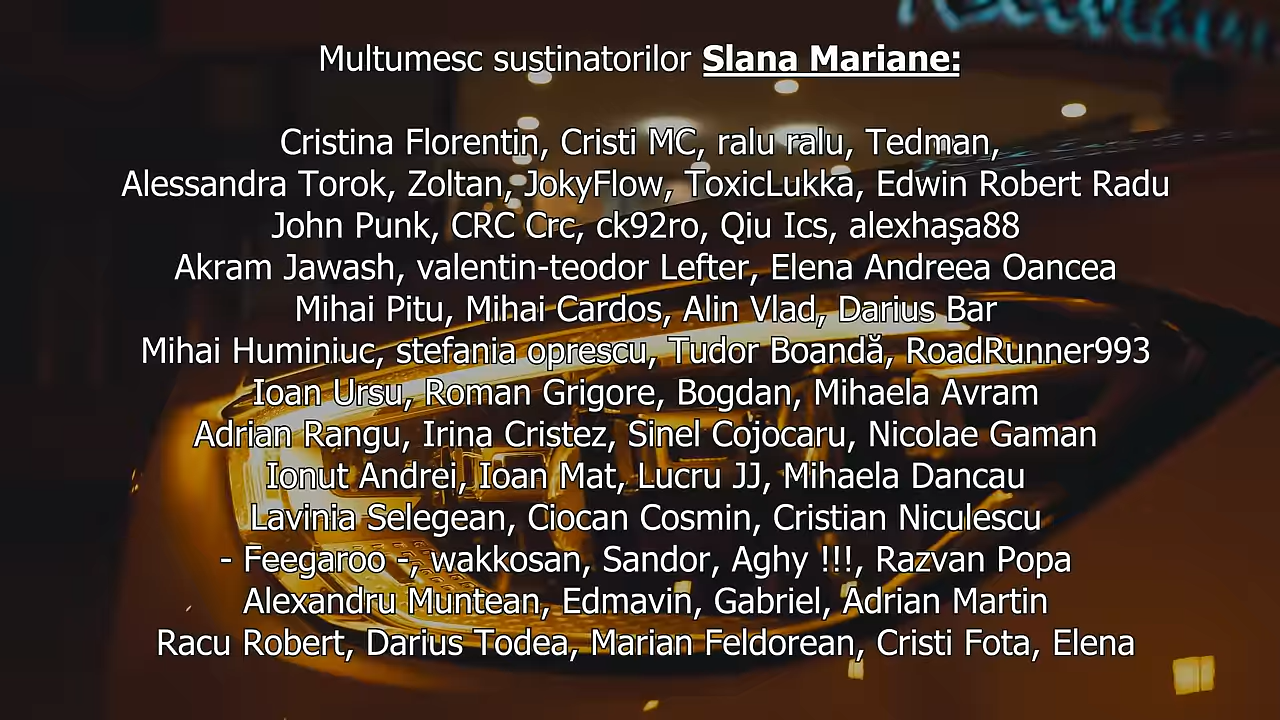 Multumesc sustinatorilor Slana Mariane:
Cristina Florentin, Cristi MC, ralu ralu, Tedman,
Alessandra Torok, Zoltan, JokyFlow, ToxicLukka, Edwin Robert Radu
John Punk, CRC Crc, ck92ro, Qiu Ics, alexhaşa88
Akram Jawash, valentin-teodor Lefter, Elena Andreea Oancea
Mihai Pitu, Mihai Cardos, Alin Vlad, Darius Bar
Mihai Huminiuc, stefania oprescu, Tudor Boandă, RoadRunner993
Ioan Ursu, Roman Grigore, Bogdan, Mihaela Avram
Adrian Rangu, Irina Cristez, Sinel Cojocaru, Nicolae Gaman
Ionut Andrei, Ioan Mat, Lucru JJ, Mihaela Dancau
Lavinia Selegean, Ciocan Cosmin, Cristian Niculescu
- Feegaroo -, wakkosan, Sandor, Aghy !!!, Razvan Popa
Alexandru Muntean, Edmavin, Gabriel, Adrian Martin
Racu Robert, Darius Todea, Marian Feldorean, Cristi Fota, Elena